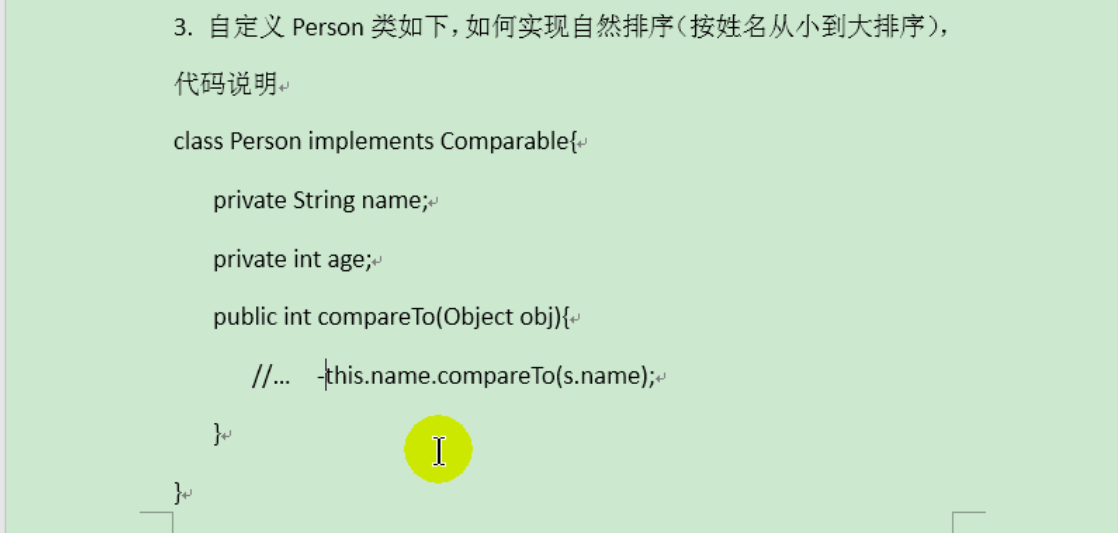 3. 自定义 Person 类如下，如何实现自然排序（按姓名从小到大排序），
代码说明
class Person implements Comparable{
private String name;
private int age;
public int compareTo(Object obj){
//... -this.name.compareTo(s.name);
}
}